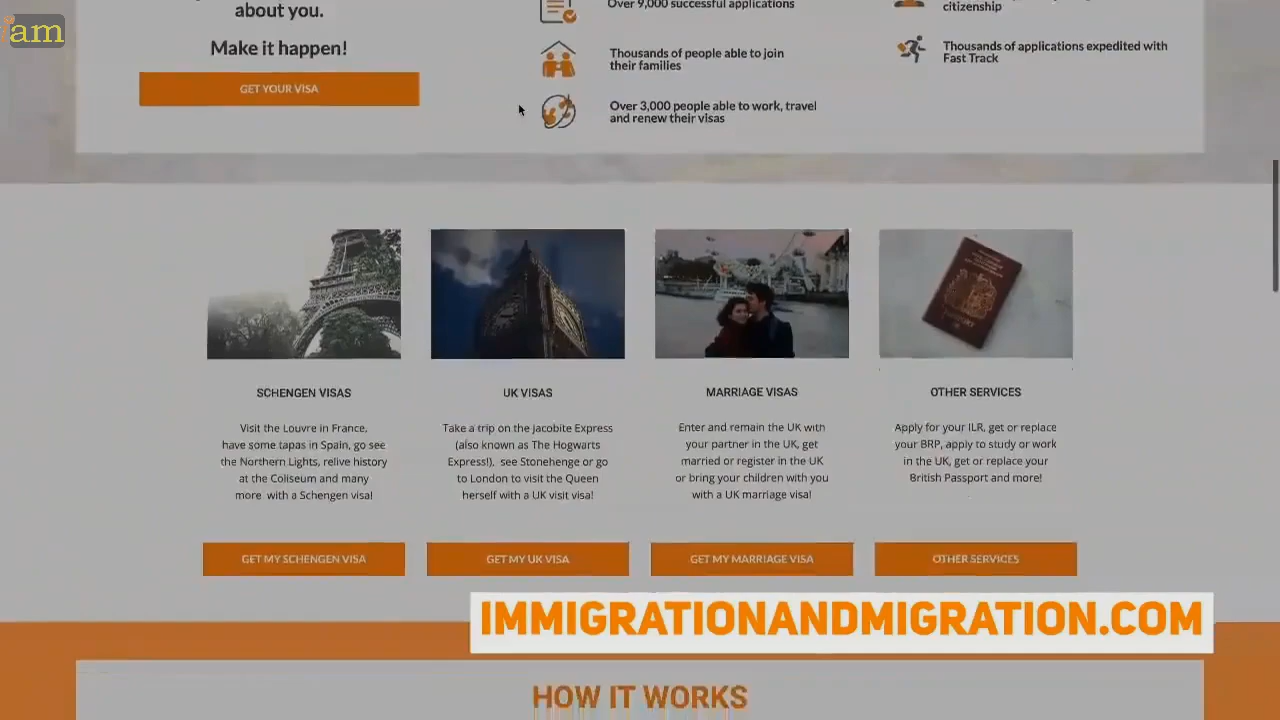 about you.
Make it happen!
GET YOUR VISA
iam
Over 9,000 successful applications
Thousands of people able to join
their families
Over 3,000 people able to work, travel
and renew their visas
citizenship
Thousands of applications expedited with
Fast Track
SCHENGEN VISAS
Visit the Louvre in France,
have some tapas in Spain, go see
the Northern Lights, relive history
at the Coliseum and many
more with a Schengen visa!
GET MY SCHENGEN VISA
UK VISAS
Take a trip on the Jacobite Express
(also known as The Hogwarts
Express!), see Stonehenge or go
to London to visit the Queen
herself with a UK visit visa!
GET MY UK VISA
MARRIAGE VISAS
Enter and remain the UK with
your partner in the UK, get
married or register in the UK
or bring your children with you
with a UK marriage visa!
GET MY MARRIAGE VISA
OTHER SERVICES
Apply for your ILR, get or replace
your BRP, apply to study or work
in the UK, get or replace your
British Passport and more!
OTHER SERVICES
IMMIGRATIONANDMIGRATION.COM
HOW IT WORKS